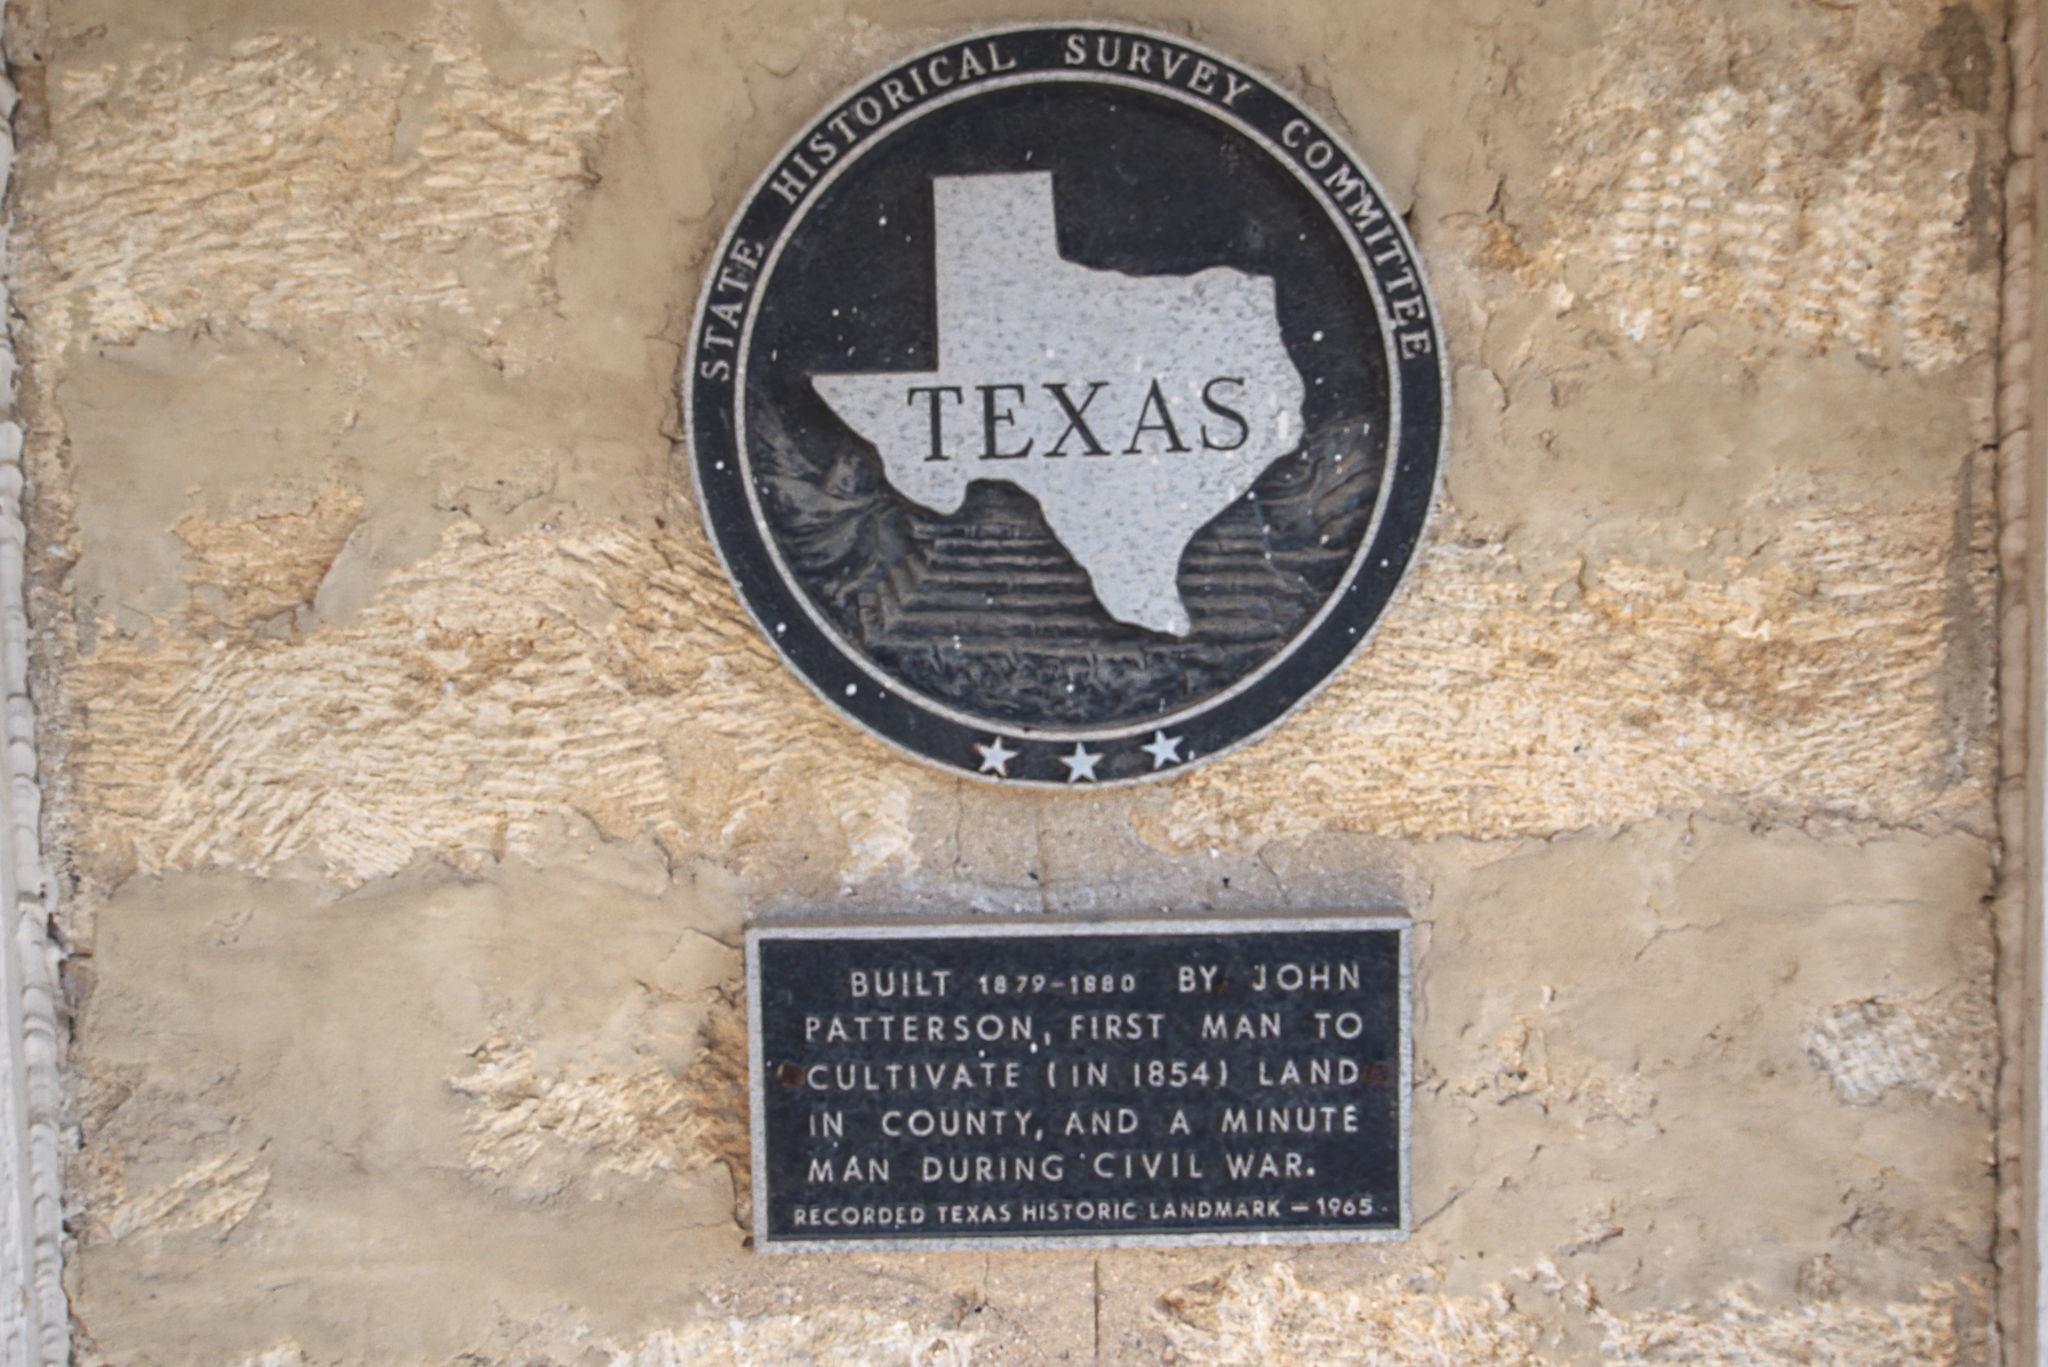 STATE HISTORICAL SURVEY COMMITTEE
TEXAS
BUILT 1879-1880 BY JOHN
PATTERSON, FIRST MAN TO
CULTIVATE (IN 1854) LAND
IN COUNTY, AND A MINUTE
MAN DURING CIVIL WAR.
RECORDED TEXAS HISTORIC LANDMARK – 1965